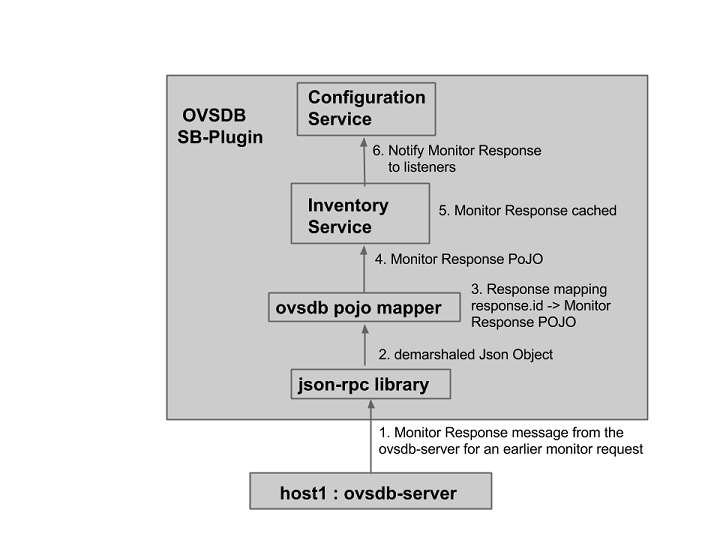 Configuration
Service
OVSDB
SB-Plugin
6. Notify Monitor Response
to listeners
Inventory
Service
5. Monitor Response cached
4. Monitor Response PoJO
3. Response mapping
response.id -> Monitor
Response POJO
ovsdb pojo mapper
2. demarshaled Json Object
json-rpc library
1. Monitor Response message from the
ovsdb-server for an earlier monitor request
host1 : ovsdb-server